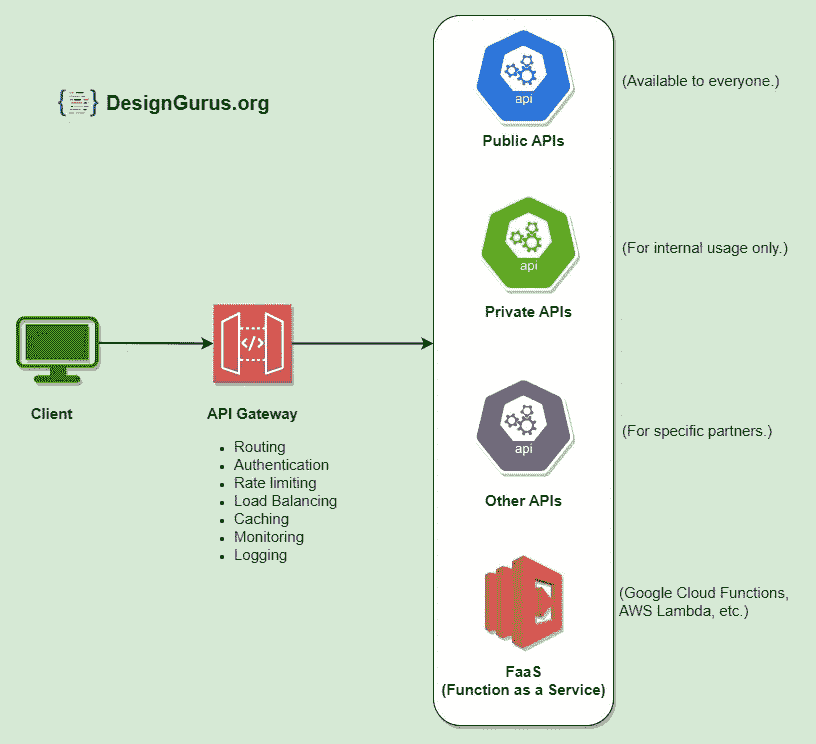 DesignGurus.org
api
Public APIs
(Available to everyone.)
api
Private APIs
(For internal usage only.)
Client
API Gateway
Routing
Authentication
Rate limiting
Load Balancing
Caching
Monitoring
Logging
api
Other APIs
(For specific partners.)
FaaS
(Function as a Service)
(Google Cloud Functions,
AWS Lambda, etc.)